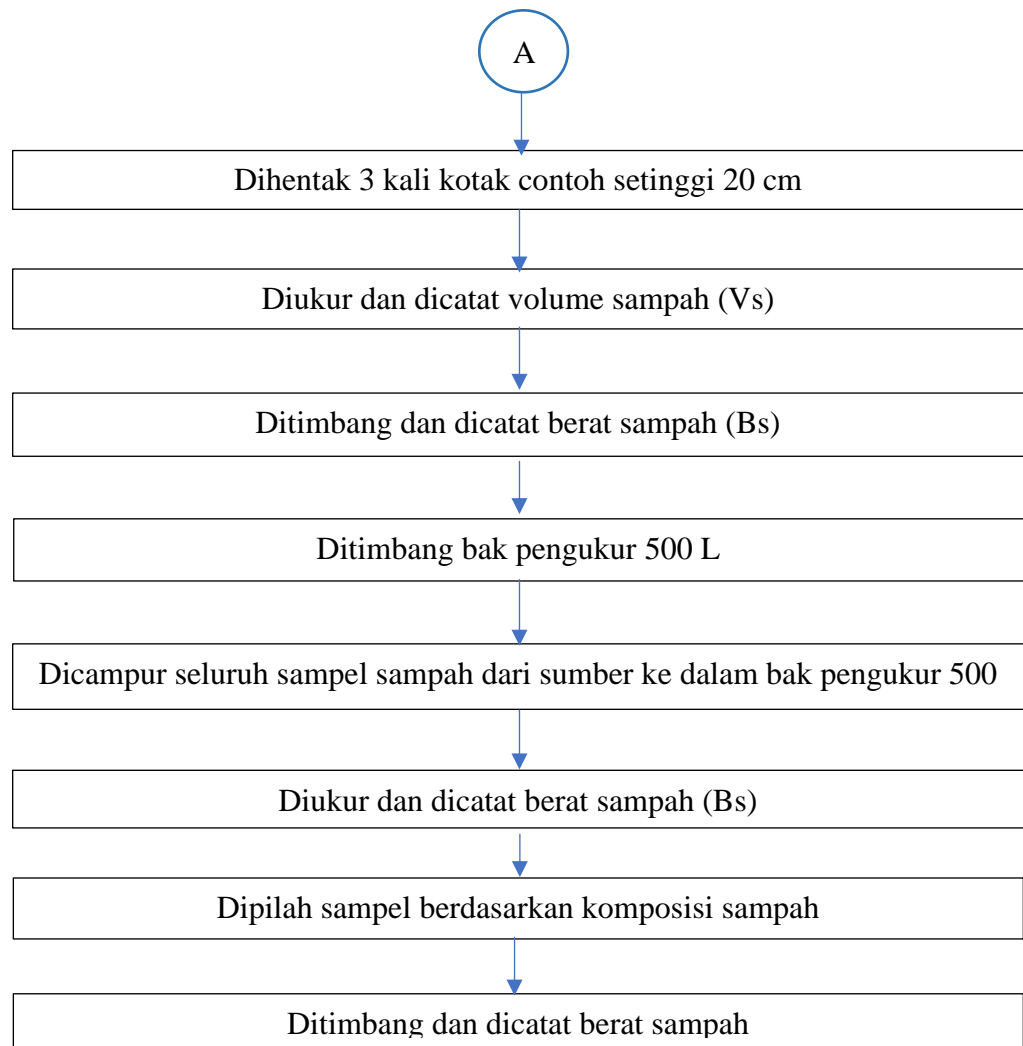 A
Dihentak 3 kali kotak contoh setinggi 20 cm
Diukur dan dicatat volume sampah (Vs)
Ditimbang dan dicatat berat sampah (Bs)
Ditimbang bak pengukur 500 L
Dicampur seluruh sampel sampah dari sumber ke dalam bak pengukur 500
Diukur dan dicatat berat sampah (Bs)
Dipilah sampel berdasarkan komposisi sampah
Ditimbang dan dicatat berat sampah